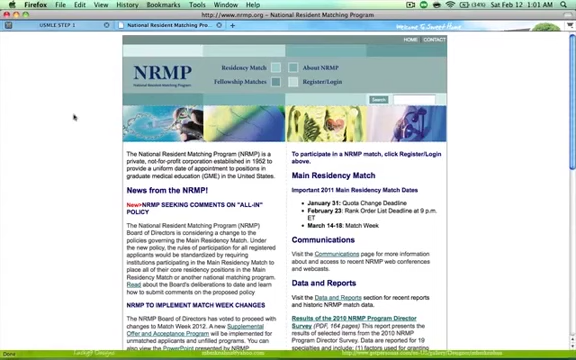 Firefox File Edit View History Bookmarks Tools Window Help (14%) Sat Feb 12 1:01 AM
http://www.nrmp.org - National Resident Matching Program
USMLE STEP 1 National Resident Matching Pro...
HOME CONTACT
NRMP
National Resident Matching Program
Residency Match
About NRMP
Fellowship Matches
Register/Login
Search
The National Resident Matching Program (NRMP) is a
private, not-for-profit corporation established in 1952 to
provide a uniform date of appointment to positions in
graduate medical education (GME) in the United States.
News from the NRMP!
New>NRMP SEEKING COMMENTS ON "ALL-IN"
POLICY
The National Resident Matching Program (NRMP)
Board of Directors is considering a change to the
policies governing the Main Residency Match. Under
the new policy, the rules of participation for all registered
applicants would be standardized by requiring
institutions participating in the Main Residency Match to
place all of their core residency positions in the Main
Residency Match or another national matching program.
Read about the Board's deliberations to date and learn
how to submit comments on the proposed policy
NRMP TO IMPLEMENT MATCH WEEK CHANGES
The NRMP Board of Directors has voted to proceed with
changes to Match Week 2012. A new Supplemental
Offer and Acceptance Program will be implemented for
unmatched applicants and unfilled programs. You can
also view the PowerPoint presented by NRMP
To participate in a NRMP match, click Register/Login
above.
Main Residency Match
Important 2011 Main Residency Match Dates
• January 31: Quota Change Deadline
• February 23: Rank Order List Deadline at 9 p.m.
ET
• March 14-18: Match Week
Communications
Visit the Communications page for more information
about and access to recent NRMP web conferences
and webcasts.
Data and Reports
Visit the Data and Reports section for recent reports
and historic NRMP match data.
Results of the 2010 NRMP Program Director
Survey (PDF, 164 pages) This report presents the
results of selected items from the 2010 NRMP
Program Director Survey. Data are reported for 19
specialties and include: (1) factors used for granting
Done